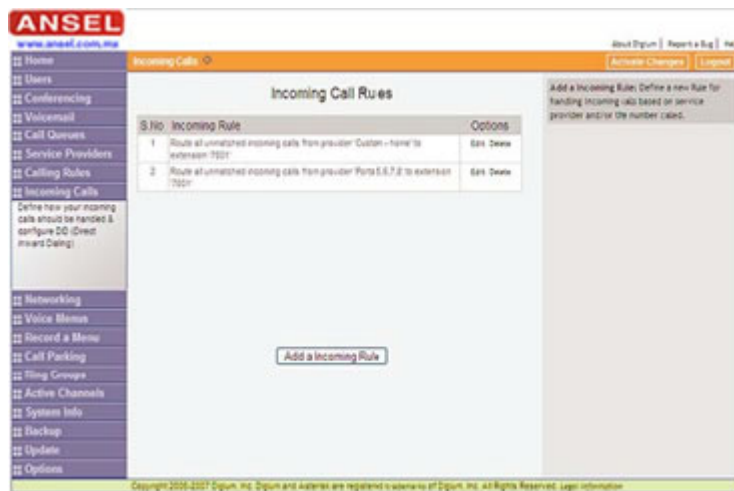 ANSEL
www.ansel.com.mx
About Digium | Report a Bug | He
Home
Incoming Calls
Activate Changes
Logout
Users
Conferencing
Voicemail
Call Queues
Service Providers
Calling Rules
Incoming Calls
Define how your incoming
calls should be handled &
configure DID (Direct
Inward Dialing)
Networking
Voice Menus
Record a Menu
Call Parking
Ring Groups
Active Channels
System Info
Backup
Update
Options
Incoming Call Rules
S.No
Incoming Rule
Options
1
Route all unmatched incoming calls from provider 'Custom - home' to
extension '7001'
Edit Delete
2
Route all unmatched incoming calls from provider 'Ports 5,6,7,8' to extension
'7001'
Edit Delete
Add a Incoming Rule
Add a Incoming Rule: Define a new Rule for
handling incoming calls based on service
provider and/or the number called.
Copyright 2006-2007 Digium, Inc. Digium and Asterisk are registered trademarks of Digium, Inc. All Rights Reserved. Legal Information